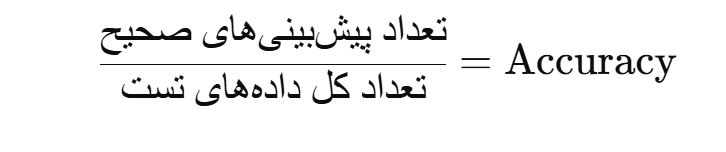 تعداد پیش‌بینی‌های صحیح
تعداد کل داده‌های تست
= Accuracy